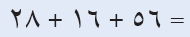 ٢٨ + ١٦ + ٥٦ =